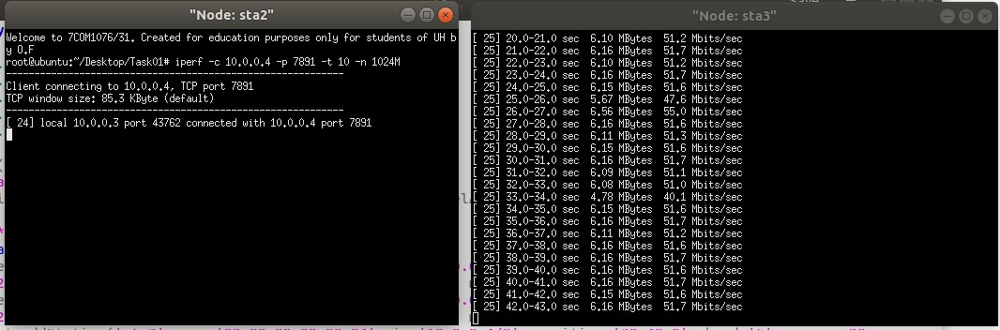 "Node: sta2"
Welcome to 7COM1076/31. Created for education purposes only for students of UH b
y O.F
root@ubuntu:~/Desktop/Task01# iperf -c 10.0.0.4 -p 7891 -t 10 -n 1024M
------------------------------------------------------------
Client connecting to 10.0.0.4, TCP port 7891
TCP window size: 85.3 KByte (default)
------------------------------------------------------------
[ 24] local 10.0.0.3 port 43762 connected with 10.0.0.4 port 7891
"Node: sta3"
[ 25] 20.0-21.0 sec  6.10 MBytes  51.2 Mbits/sec
[ 25] 21.0-22.0 sec  6.16 MBytes  51.7 Mbits/sec
[ 25] 22.0-23.0 sec  6.10 MBytes  51.2 Mbits/sec
[ 25] 23.0-24.0 sec  6.16 MBytes  51.7 Mbits/sec
[ 25] 24.0-25.0 sec  6.15 MBytes  51.6 Mbits/sec
[ 25] 25.0-26.0 sec  5.67 MBytes  47.6 Mbits/sec
[ 25] 26.0-27.0 sec  6.56 MBytes  55.0 Mbits/sec
[ 25] 27.0-28.0 sec  6.16 MBytes  51.6 Mbits/sec
[ 25] 28.0-29.0 sec  6.11 MBytes  51.3 Mbits/sec
[ 25] 29.0-30.0 sec  6.15 MBytes  51.6 Mbits/sec
[ 25] 30.0-31.0 sec  6.16 MBytes  51.7 Mbits/sec
[ 25] 31.0-32.0 sec  6.09 MBytes  51.1 Mbits/sec
[ 25] 32.0-33.0 sec  6.08 MBytes  51.0 Mbits/sec
[ 25] 33.0-34.0 sec  4.78 MBytes  40.1 Mbits/sec
[ 25] 34.0-35.0 sec  6.15 MBytes  51.6 Mbits/sec
[ 25] 35.0-36.0 sec  6.16 MBytes  51.7 Mbits/sec
[ 25] 36.0-37.0 sec  6.11 MBytes  51.2 Mbits/sec
[ 25] 37.0-38.0 sec  6.16 MBytes  51.6 Mbits/sec
[ 25] 38.0-39.0 sec  6.16 MBytes  51.7 Mbits/sec
[ 25] 39.0-40.0 sec  6.16 MBytes  51.6 Mbits/sec
[ 25] 40.0-41.0 sec  6.16 MBytes  51.7 Mbits/sec
[ 25] 41.0-42.0 sec  6.15 MBytes  51.6 Mbits/sec
[ 25] 42.0-43.0 sec  6.16 MBytes  51.7 Mbits/sec